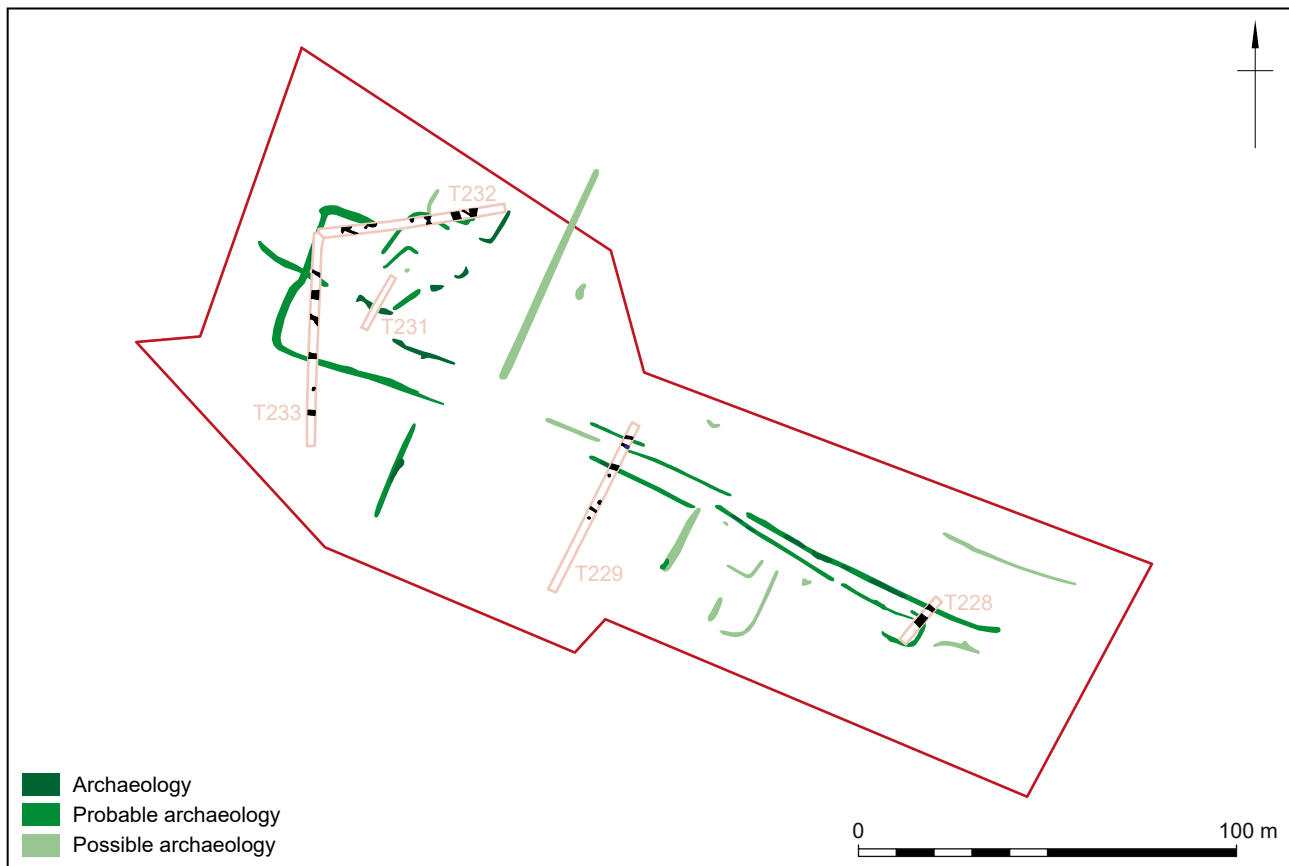 T232
T231
T233
T229
T228
Archaeology
Probable archaeology
Possible archaeology
0 100 m